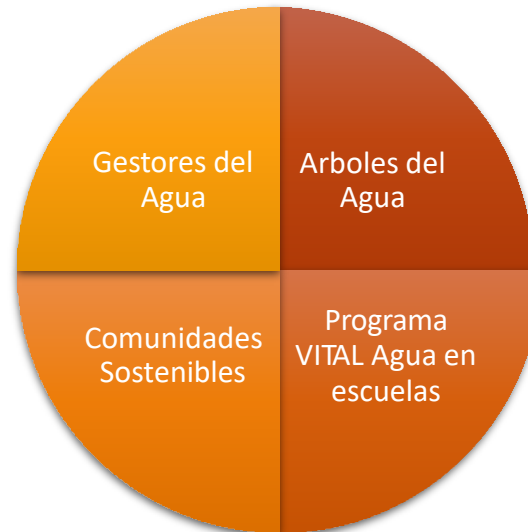 Gestores del
Agua
Arboles del
Agua
Comunidades
Sostenibles
Programa
VITAL Agua en
escuelas